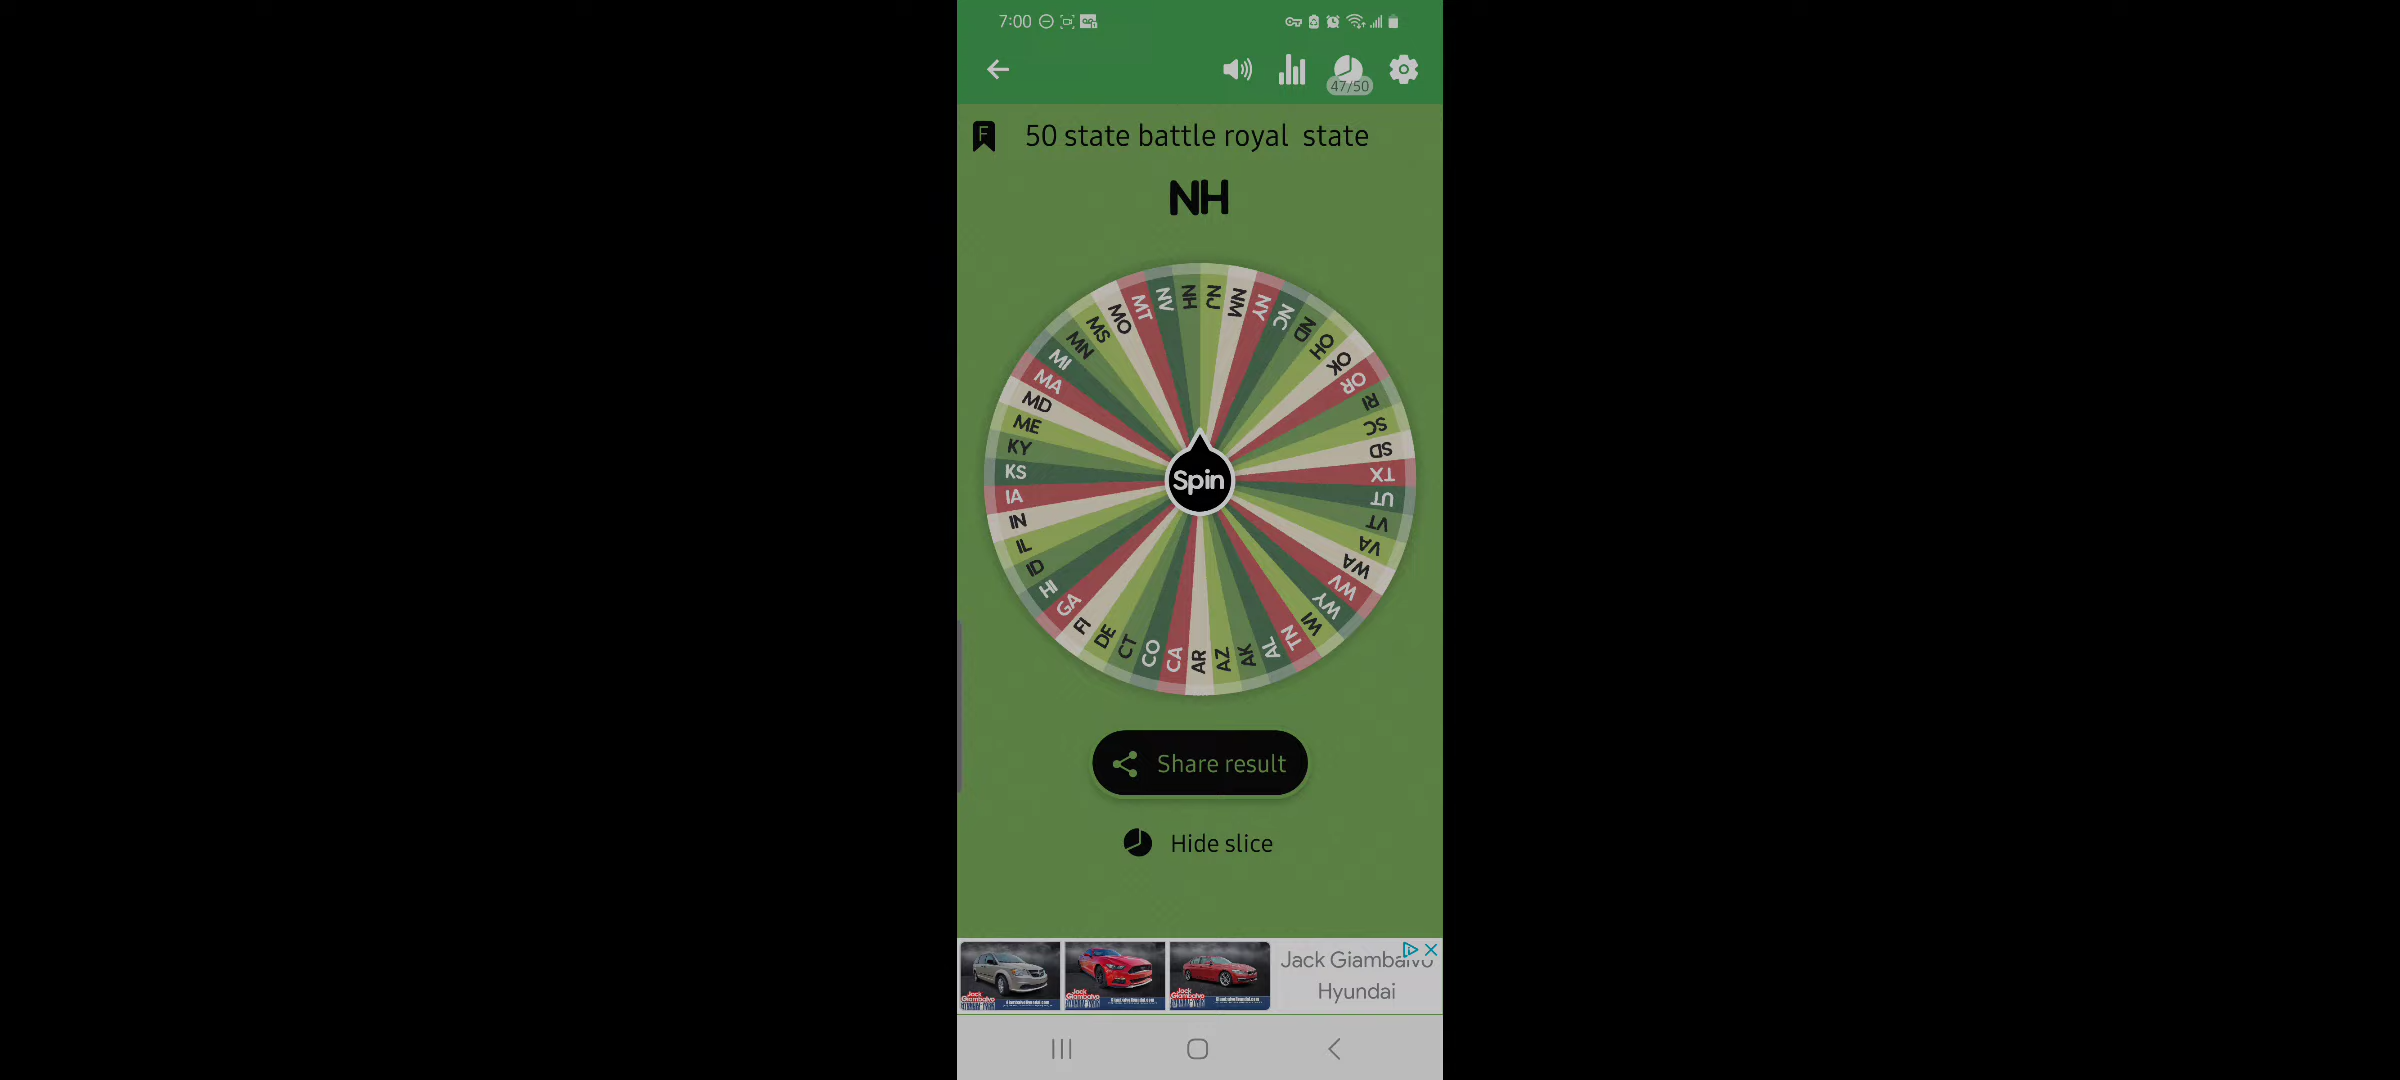 7:00
47/50
F 50 state battle royal state
NH
NH
NJ
NM
NY
NC
ND
OH
OK
OR
RI
SC
SD
TX
UT
VT
VA
WA
WV
WY
WI
TN
AL
AK
AZ
AR
CA
CO
CT
DE
FI
GA
HI
ID
IL
IN
IA
KS
KY
ME
MD
MA
MI
MN
MS
MO
MT
NV
Spin
Share result
Hide slice
Jack Giambalvo
Hyundai